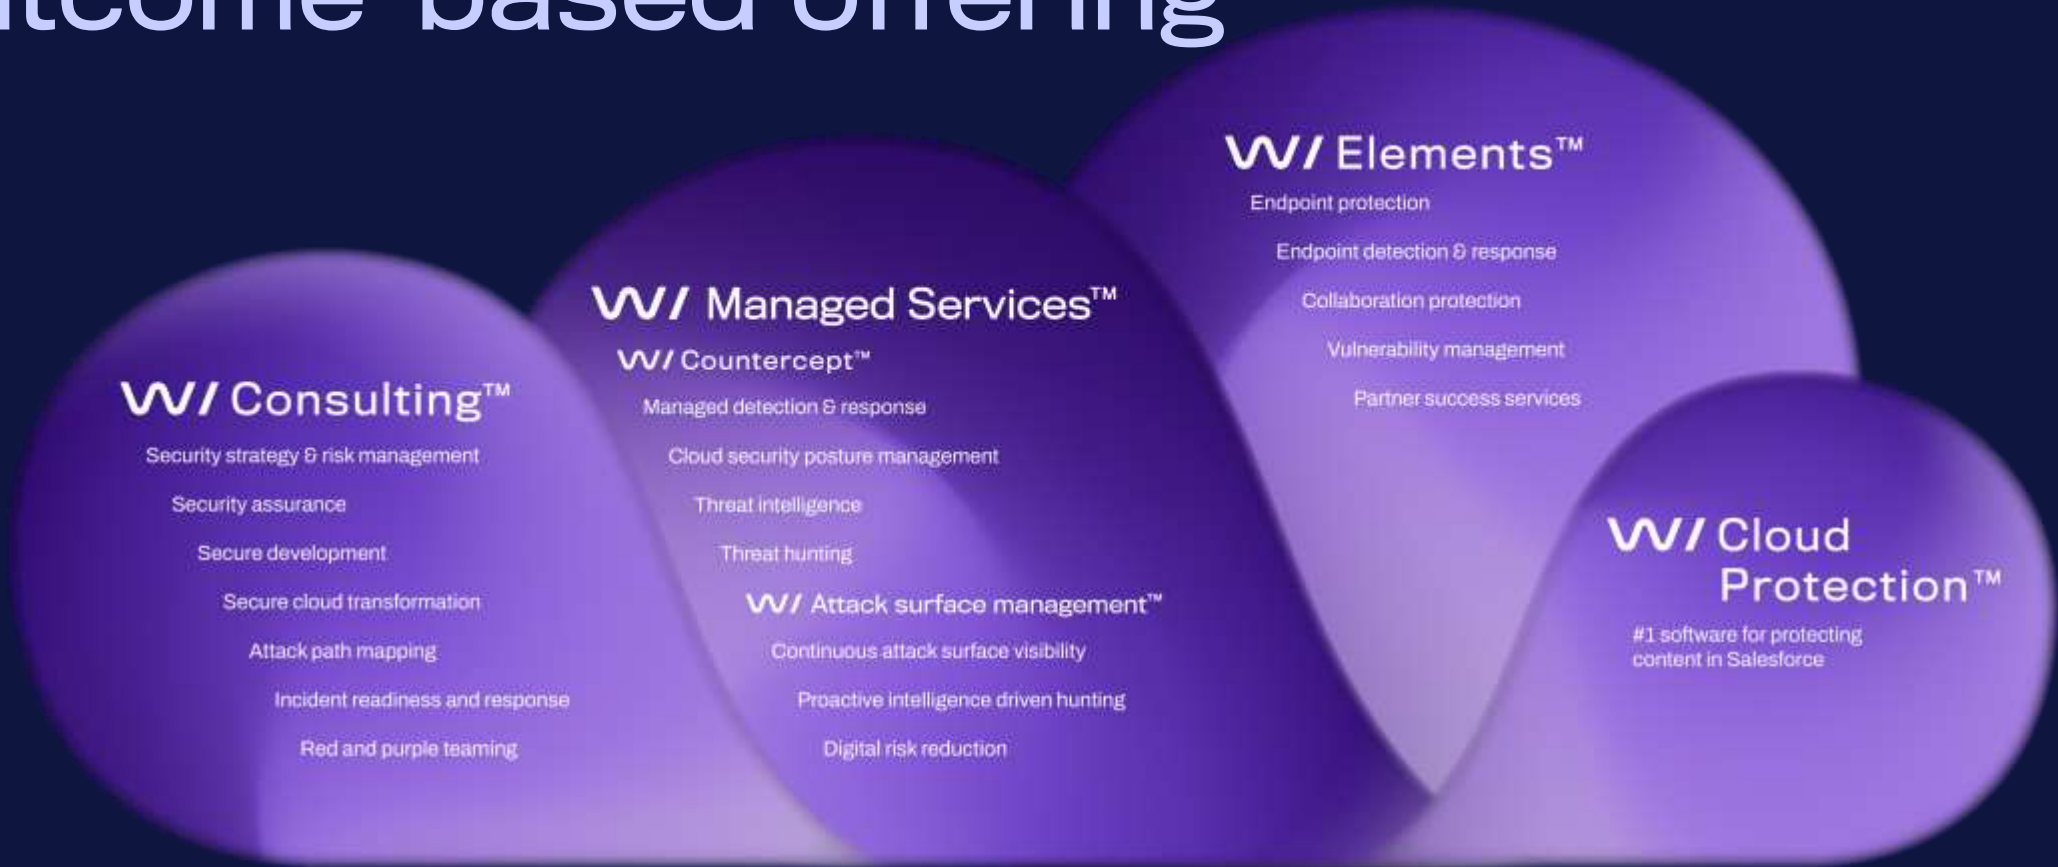 tcome based offering
W/ Consulting™
Security strategy & risk management
Security assurance
Secure development
Secure cloud transformation
Attack path mapping
Incident readiness and response
Red and purple teaming
W/ Managed Services™
W/ Countercept™
Managed detection & response
Cloud security posture management
Threat intelligence
Threat hunting
W/ Attack surface management™
Continuous attack surface visibility
Proactive intelligence driven hunting
Digital risk reduction
W/ Elements™
Endpoint protection
Endpoint detection & response
Collaboration protection
Vulnerability management
Partner success services
W/ Cloud
Protection™
#1 software for protecting
content in Salesforce